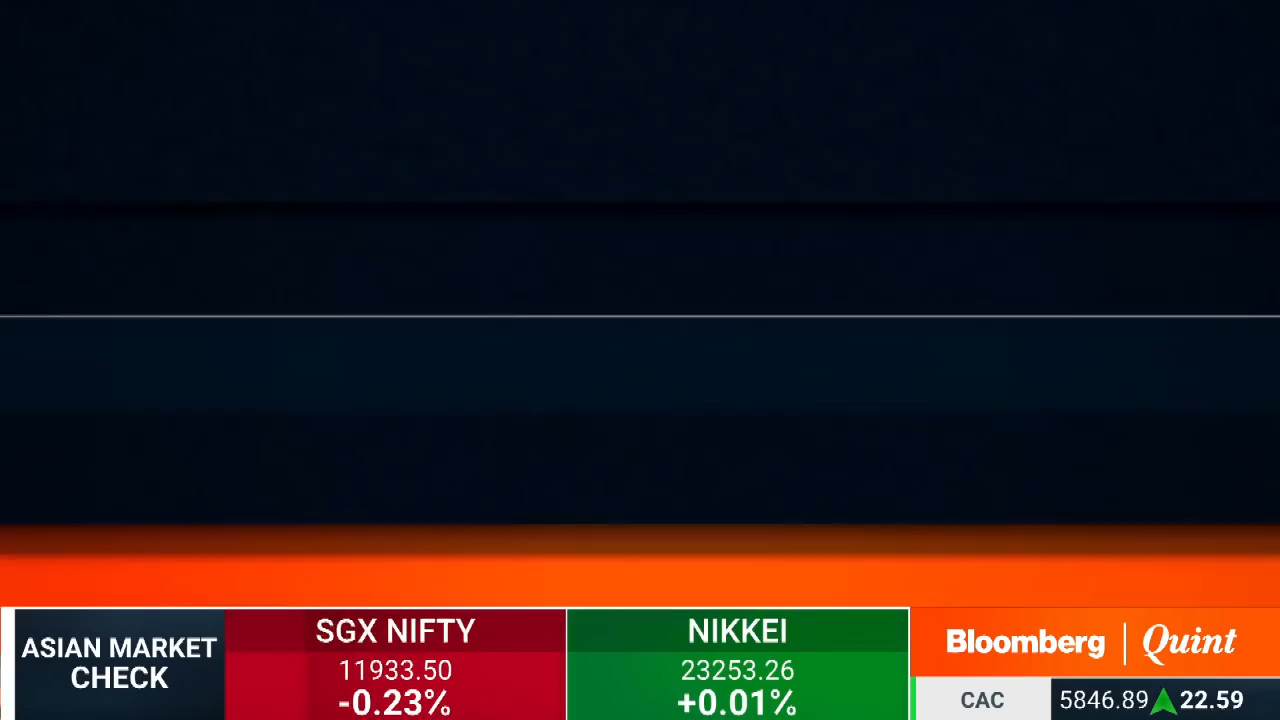 ASIAN MARKET
CHECK
SGX NIFTY
11933.50
-0.23%
NIKKEI
23253.26
+0.01%
Bloomberg | Quint
CAC
5846.89 ▲ 22.59